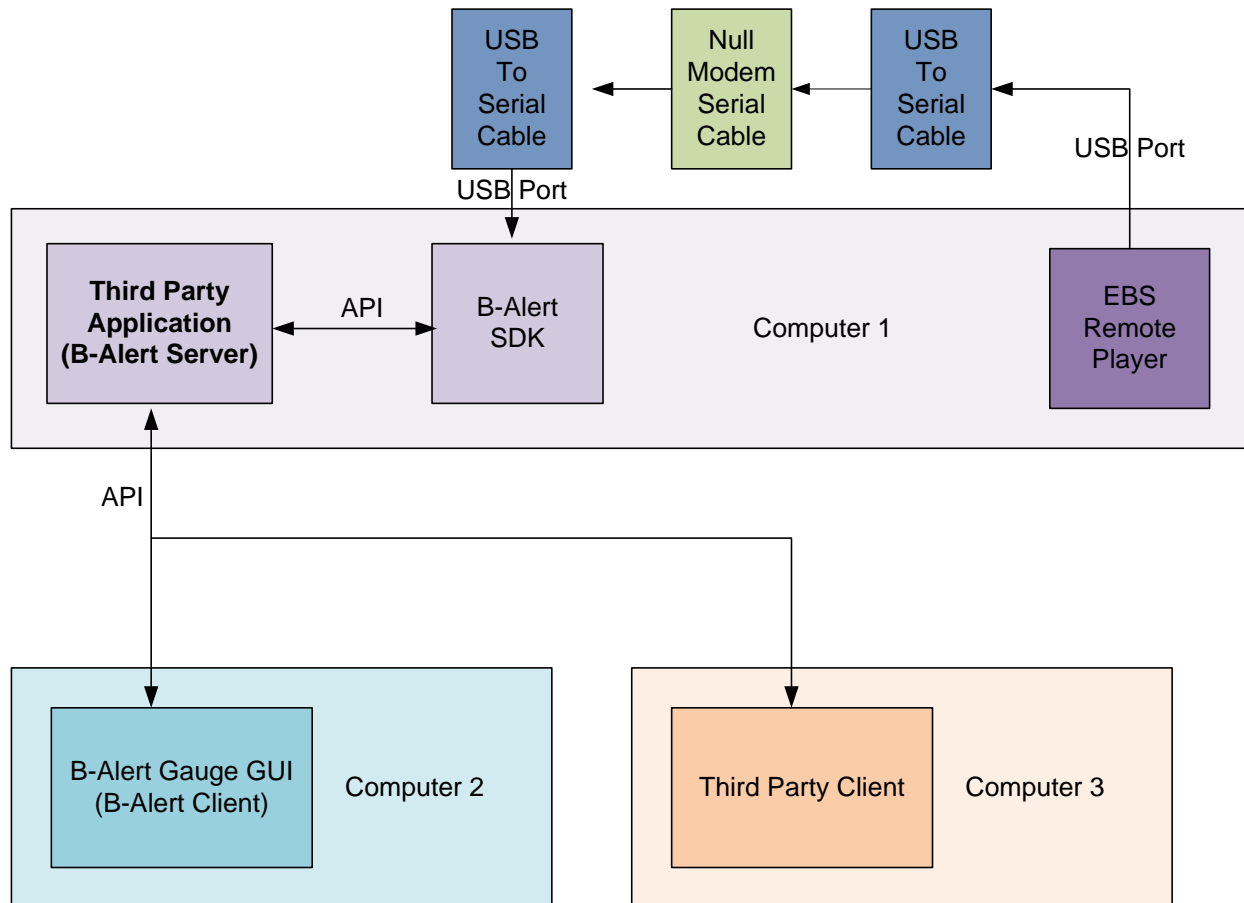 USB
To
Serial
Cable
Null
Modem
Serial
Cable
USB
To
Serial
Cable
USB Port
USB Port
Third Party
Application
(B-Alert Server)
API
B-Alert
SDK
Computer 1
EBS
Remote
Player
API
B-Alert Gauge GUI
(B-Alert Client)
Computer 2
Third Party Client
Computer 3